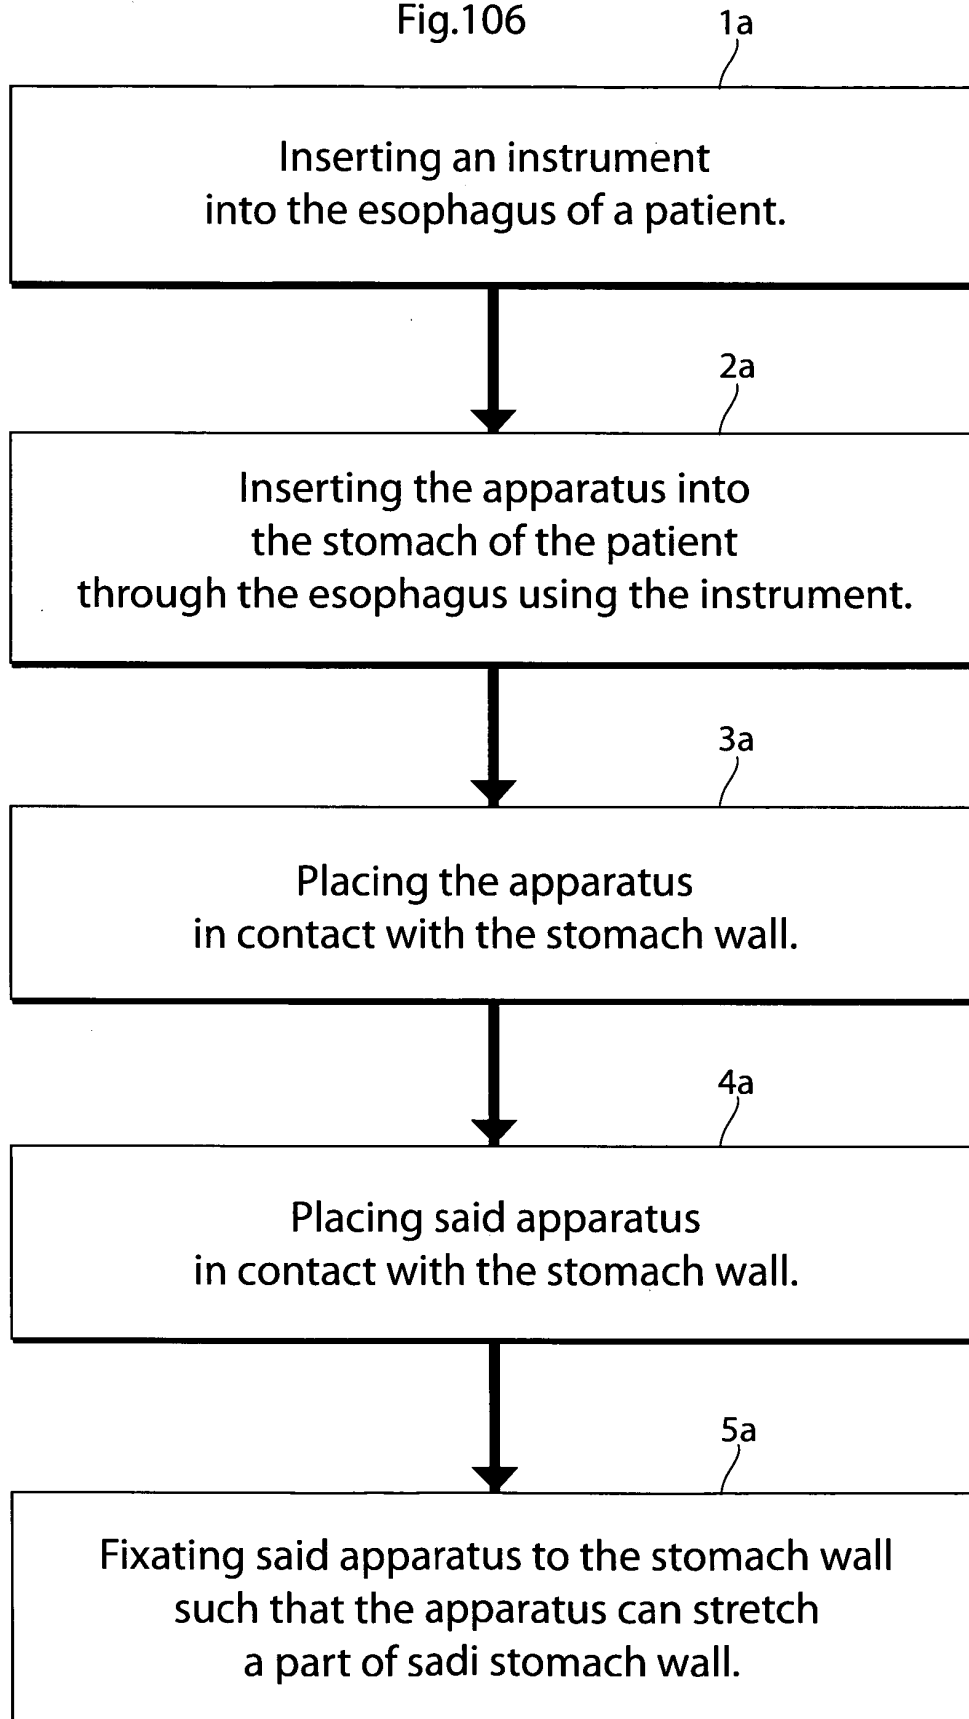 Fig.106
1a
Inserting an instrument
into the esophagus of a patient.
2a
Inserting the apparatus into
the stomach of the patient
through the esophagus using the instrument.
3a
Placing the apparatus
in contact with the stomach wall.
4a
Placing said apparatus
in contact with the stomach wall.
5a
Fixating said apparatus to the stomach wall
such that the apparatus can stretch
a part of sadi stomach wall.